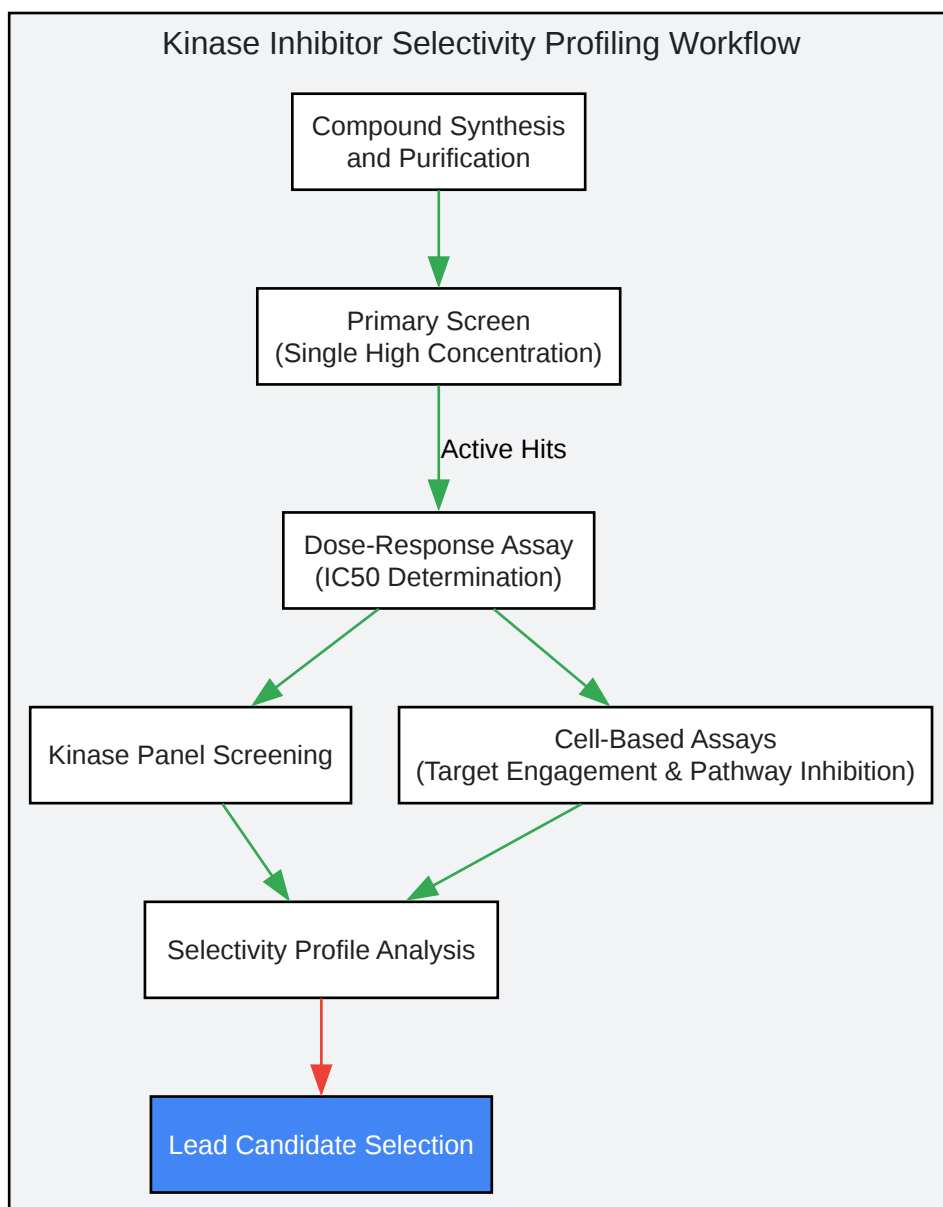 Kinase Inhibitor Selectivity Profiling Workflow
Compound Synthesis
and Purification
Primary Screen
(Single High Concentration)
Active Hits
Dose-Response Assay
(IC50 Determination)
Kinase Panel Screening
Cell-Based Assays
(Target Engagement & Pathway Inhibition)
Selectivity Profile Analysis
Lead Candidate Selection